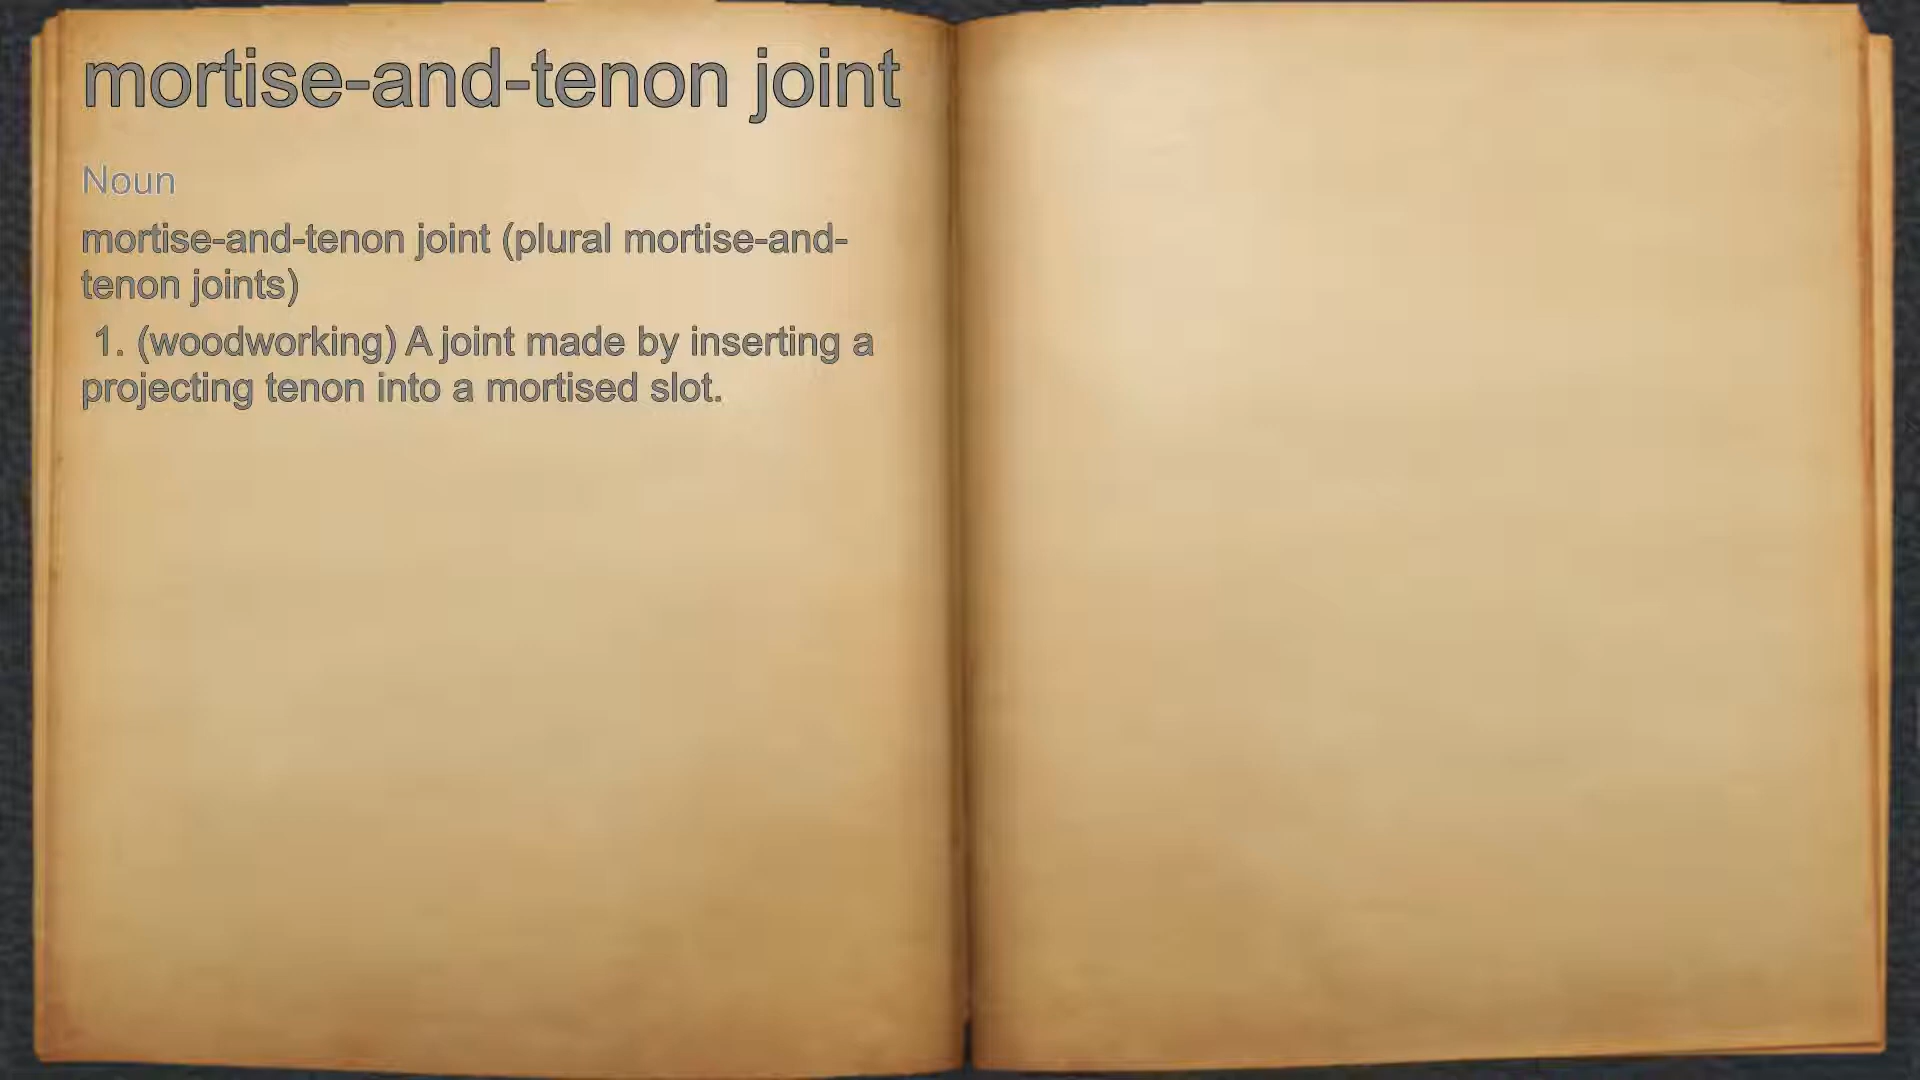 mortise-and-tenon joint
Noun
mortise-and-tenon joint (plural mortise-and-
tenon joints)
1. (woodworking) A joint made by inserting a
projecting tenon into a mortised slot.